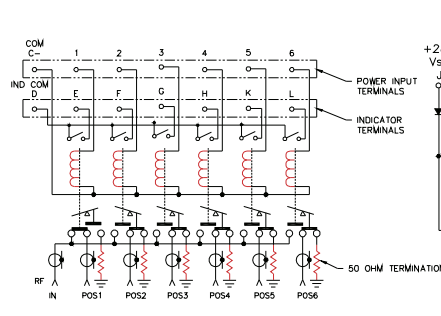 COM
C- 1 2 3 4 5 6
POWER INPUT
TERMINALS
IND COM
D E F G H K L
INDICATOR
TERMINALS
50 OHM TERMINATION
RF
IN POS1 POS2 POS3 POS4 POS5 POS6
+2
Vs
J